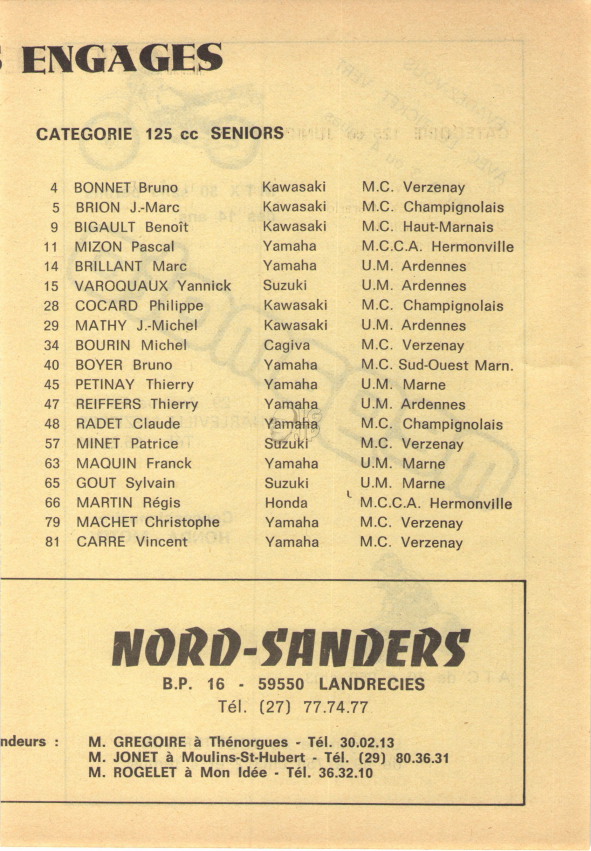 S ENGAGES
CATEGORIE 125 cc SENIORS
4 BONNET Bruno Kawasaki M.C. Verzenay
5 BRION J.-Marc Kawasaki M.C. Champignolais
9 BIGAULT Benoît Kawasaki M.C. Haut-Marnais
11 MIZON Pascal Yamaha M.C.C.A. Hermonville
14 BRILLANT Marc Yamaha U.M. Ardennes
15 VAROQUAUX Yannick Suzuki U.M. Ardennes
28 COCARD Philippe Kawasaki M.C. Champignolais
29 MATHY J.-Michel Kawasaki U.M. Ardennes
34 BOURIN Michel Cagiva M.C. Verzenay
40 BOYER Bruno Yamaha M.C. Sud-Ouest Marn.
45 PETINAY Thierry Yamaha U.M. Marne
47 REIFFERS Thierry Yamaha U.M. Ardennes
48 RADET Claude Yamaha M.C. Champignolais
57 MINET Patrice Suzuki M.C. Verzenay
63 MAQUIN Franck Yamaha U.M. Marne
65 GOUT Sylvain Suzuki U.M. Marne
66 MARTIN Régis Honda M.C.C.A. Hermonville
79 MACHET Christophe Yamaha M.C. Verzenay
81 CARRE Vincent Yamaha M.C. Verzenay
NORD-SANDERS
B.P. 16 - 59550 LANDRECIES
Tél. (27) 77.74.77
ndeurs : M. GREGOIRE à Thénorgues - Tél. 30.02.13
M. JONET à Moulins-St-Hubert - Tél. (29) 80.36.31
M. ROGELET à Mon Idée - Tél. 36.32.10